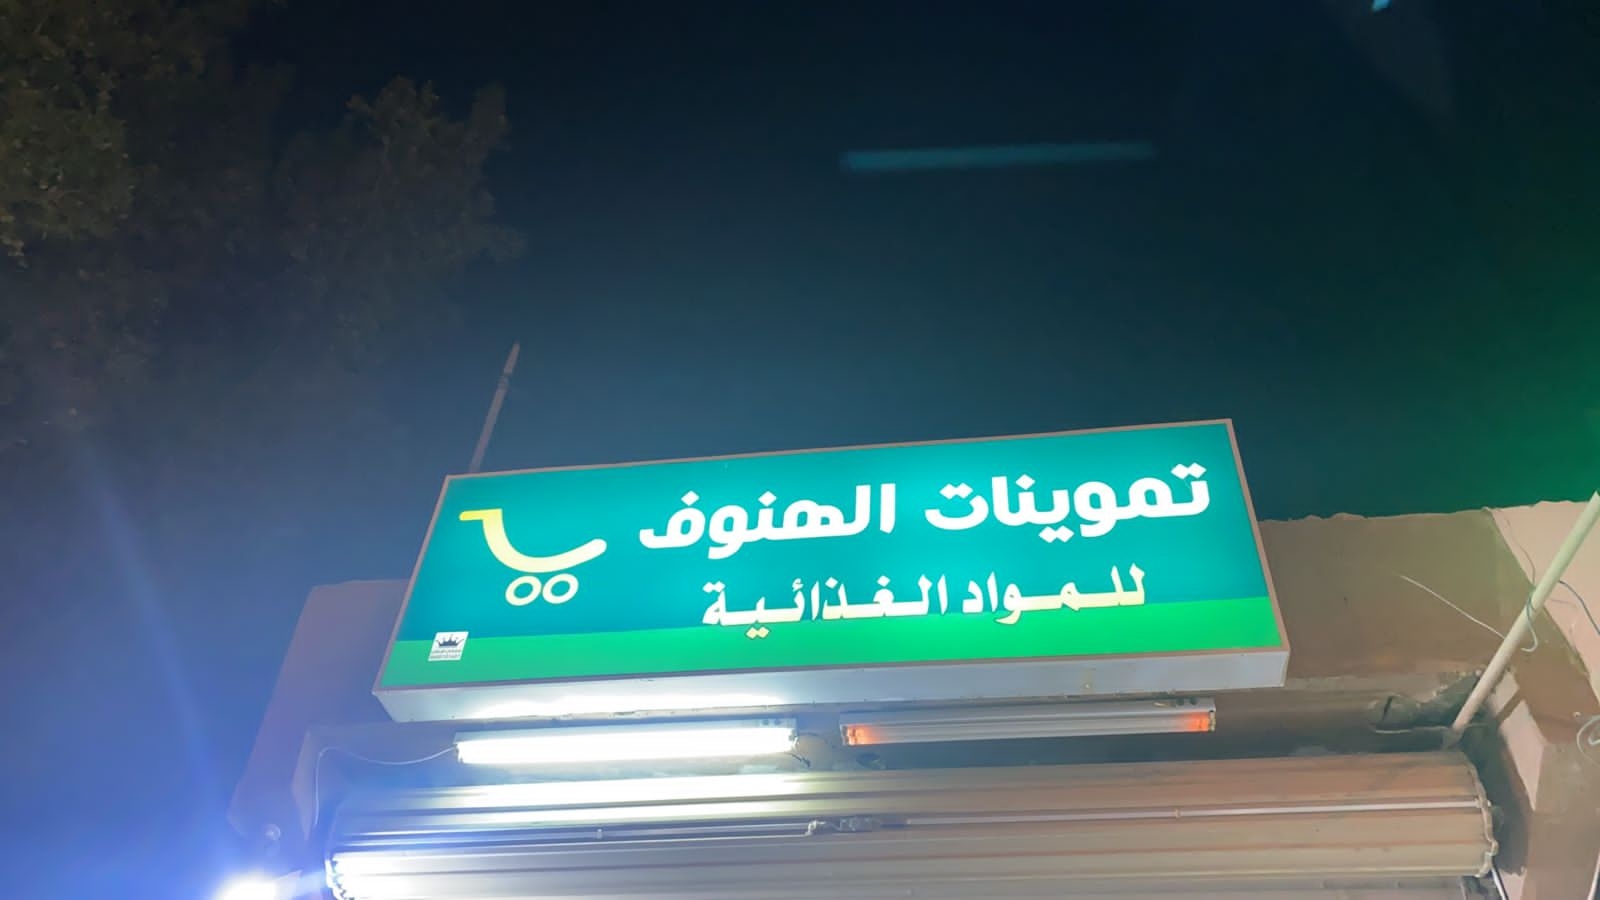 تموينات الهنوف
للمواد الغذائية